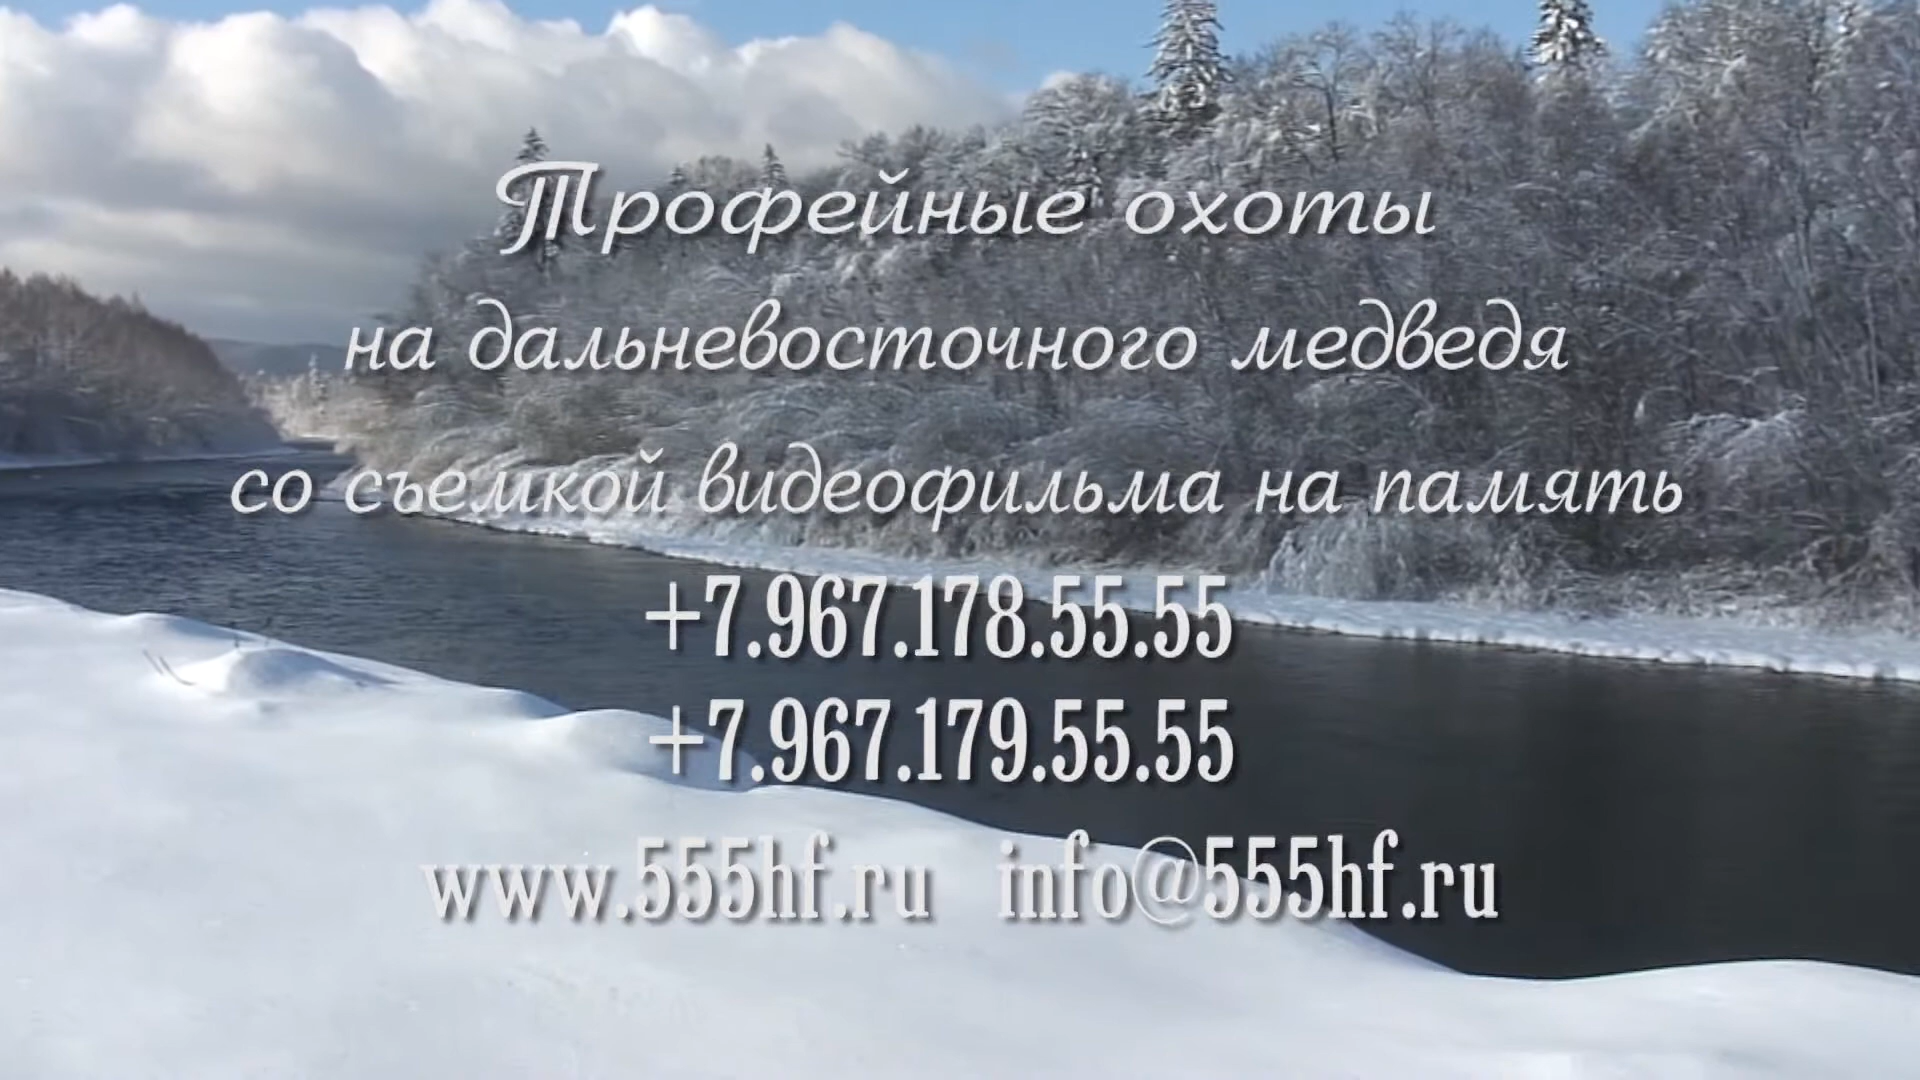 Трофейные охоты
на дальневосточного медведя
со съемкой видеофильма на память
+7.967.178.55.55
+7.967.179.55.55
www.555hf.ru info@555hf.ru